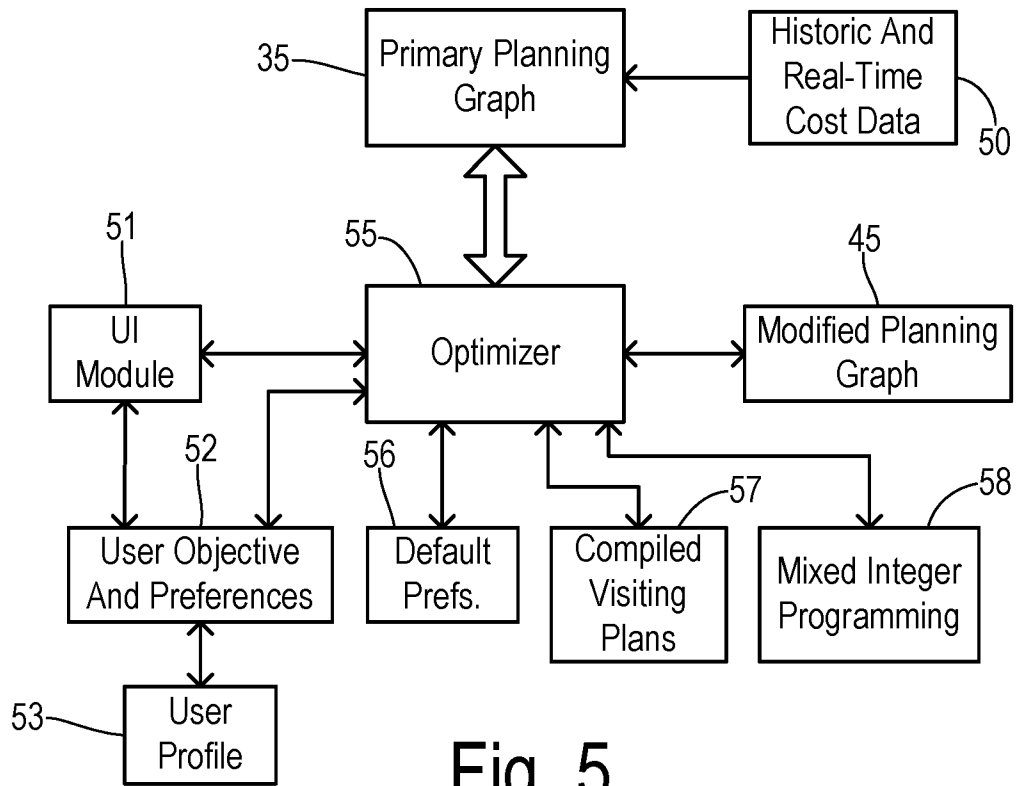 35
Primary Planning
Graph
Historic And
Real-Time
Cost Data
50
51
55
45
UI
Module
Optimizer
Modified Planning
Graph
52
56
57
58
User Objective
And Preferences
Default
Prefs.
Compiled
Visiting
Plans
Mixed Integer
Programming
53
User
Profile
Fig. 5